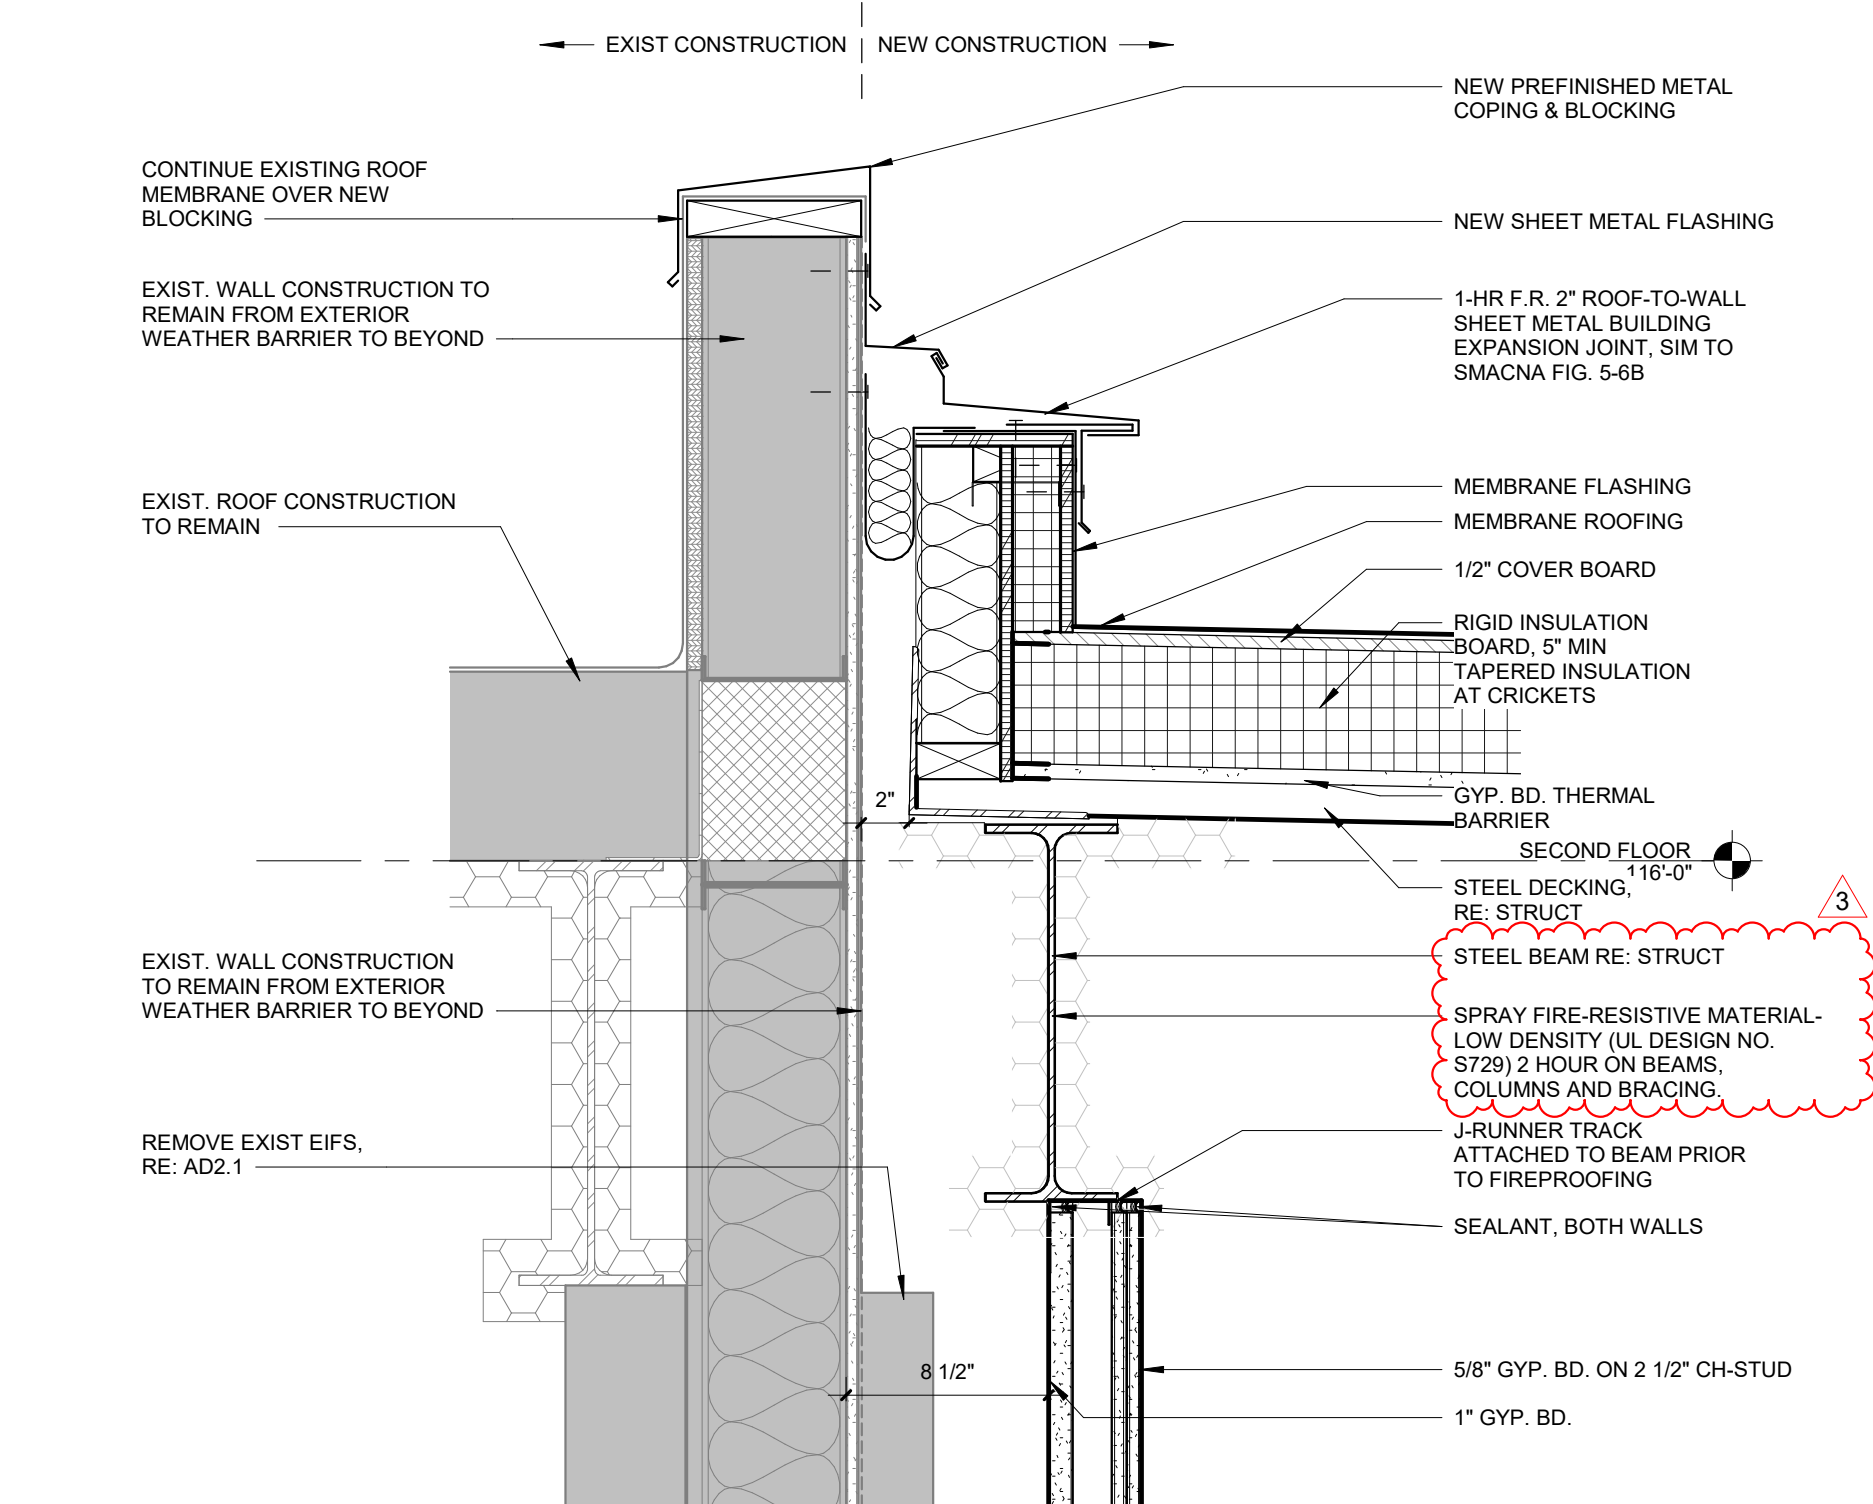 EXIST CONSTRUCTION
NEW CONSTRUCTION
NEW PREFINISHED METAL
COPING & BLOCKING
CONTINUE EXISTING ROOF
MEMBRANE OVER NEW
BLOCKING
NEW SHEET METAL FLASHING
EXIST. WALL CONSTRUCTION TO
REMAIN FROM EXTERIOR
WEATHER BARRIER TO BEYOND
1-HR F.R. 2" ROOF-TO-WALL
SHEET METAL BUILDING
EXPANSION JOINT, SIM TO
SMACNA FIG. 5-6B
EXIST. ROOF CONSTRUCTION
TO REMAIN
MEMBRANE FLASHING
MEMBRANE ROOFING
1/2" COVER BOARD
RIGID INSULATION
BOARD, 5" MIN
TAPERED INSULATION
AT CRICKETS
2"
GYP. BD. THERMAL
BARRIER
SECOND FLOOR
116'-0"
STEEL DECKING,
RE: STRUCT
3
STEEL BEAM RE: STRUCT
EXIST. WALL CONSTRUCTION
TO REMAIN FROM EXTERIOR
WEATHER BARRIER TO BEYOND
SPRAY FIRE-RESISTIVE MATERIAL-
LOW DENSITY (UL DESIGN NO.
S729) 2 HOUR ON BEAMS,
COLUMNS AND BRACING.
J-RUNNER TRACK
ATTACHED TO BEAM PRIOR
TO FIREPROOFING
REMOVE EXIST EIFS,
RE: AD2.1
SEALANT, BOTH WALLS
8 1/2"
5/8" GYP. BD. ON 2 1/2" CH-STUD
1" GYP. BD.